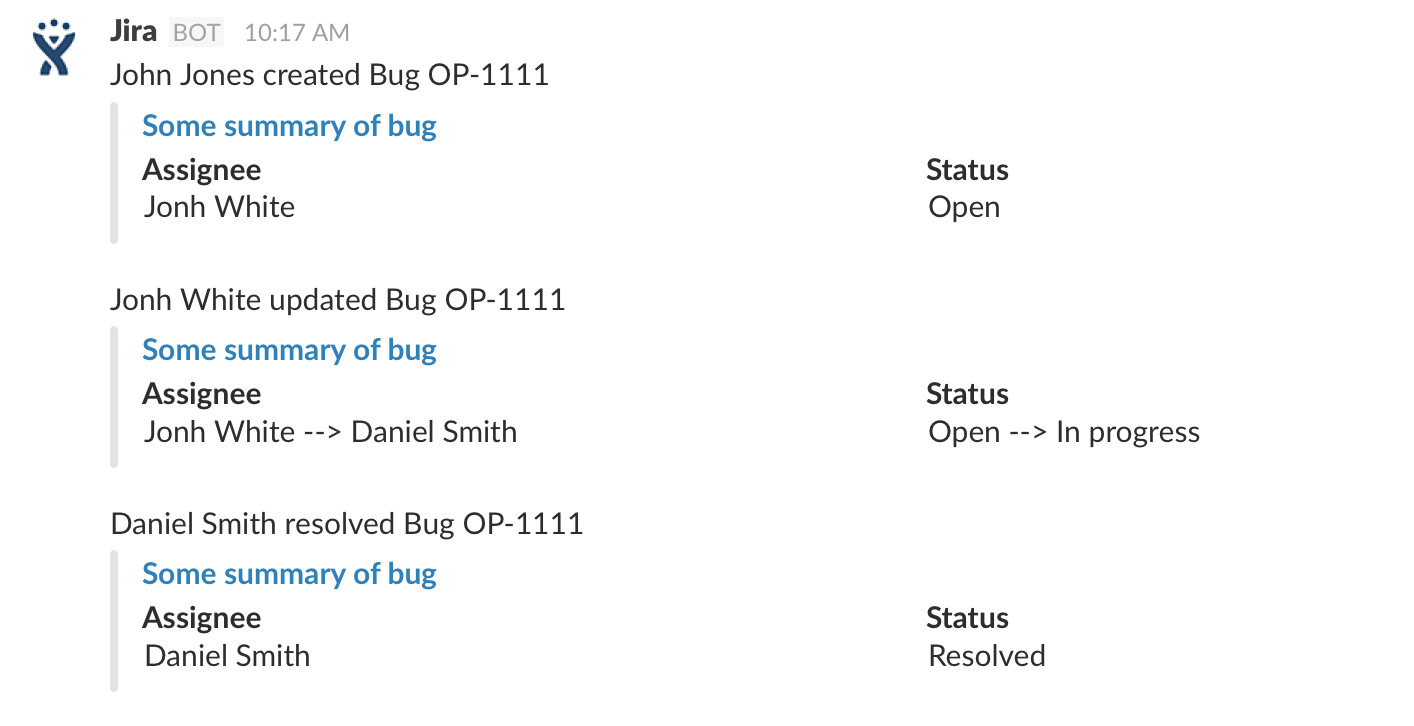 Jira BOT 10:17 AM
John Jones created Bug OP-1111
Some summary of bug
Assignee Status
Jonh White Open
Jonh White updated Bug OP-1111
Some summary of bug
Assignee Status
Jonh White --> Daniel Smith Open --> In progress
Daniel Smith resolved Bug OP-1111
Some summary of bug
Assignee Status
Daniel Smith Resolved